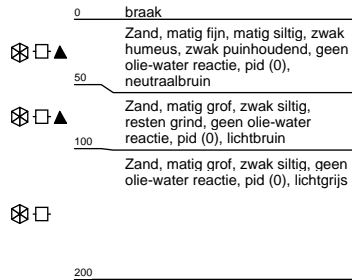 0 braak
Zand, matig fijn, matig siltig, zwak
humeus, zwak puinhoudend, geen
olie-water reactie, pid (0),
neutraalbruin
50
Zand, matig grof, zwak siltig,
resten grind, geen olie-water
reactie, pid (0), lichtbruin
100
Zand, matig grof, zwak siltig, geen
olie-water reactie, pid (0), lichtgrijs
200